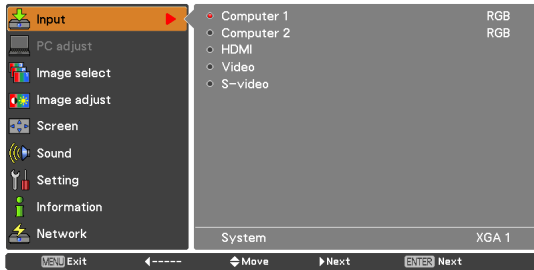 Input
PC adjust
Image select
Image adjust
Screen
Sound
Setting
Information
Network
Computer 1 RGB
Computer 2 RGB
HDMI
Video
S-video
System XGA 1
MENU Exit ----- Move Next ENTER Next